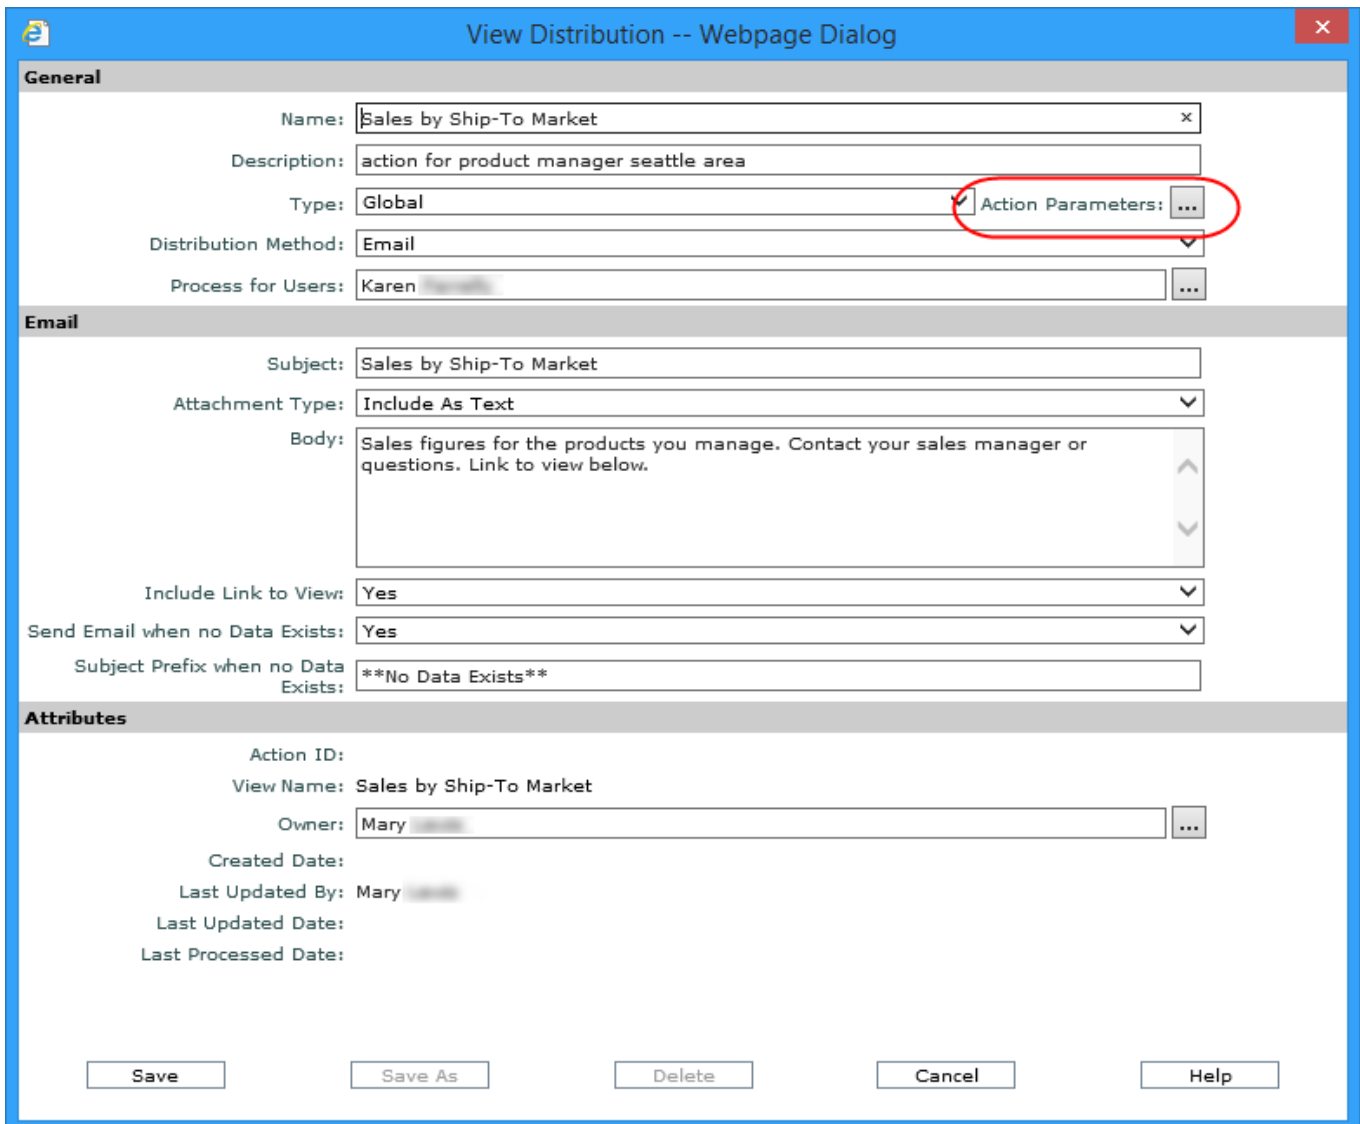 View Distribution -- Webpage Dialog
General
Name: Sales by Ship-To Market
Description: action for product manager seattle area
Type: Global Action Parameters: ...
Distribution Method: Email
Process for Users: Karen ...
Email
Subject: Sales by Ship-To Market
Attachment Type: Include As Text
Body: Sales figures for the products you manage. Contact your sales manager or
questions. Link to view below.
Include Link to View: Yes
Send Email when no Data Exists: Yes
Subject Prefix when no Data
Exists: **No Data Exists**
Attributes
Action ID:
View Name: Sales by Ship-To Market
Owner: Mary ...
Created Date:
Last Updated By: Mary
Last Updated Date:
Last Processed Date:
Save Save As Delete Cancel Help